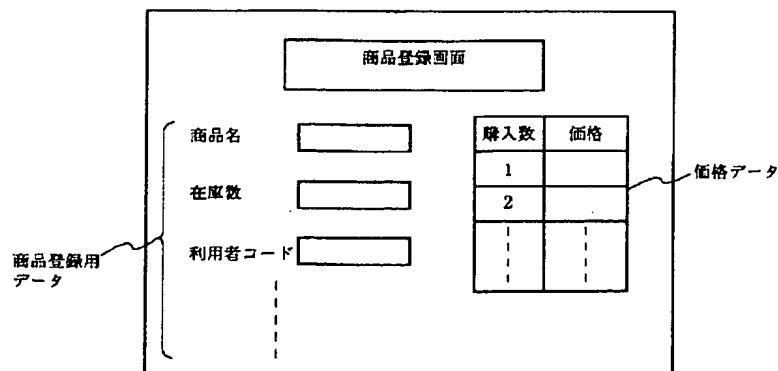 商品登録画面
商品名
在庫数
利用者コード
購入数 価格
1
2
価格データ
商品登録用
データ